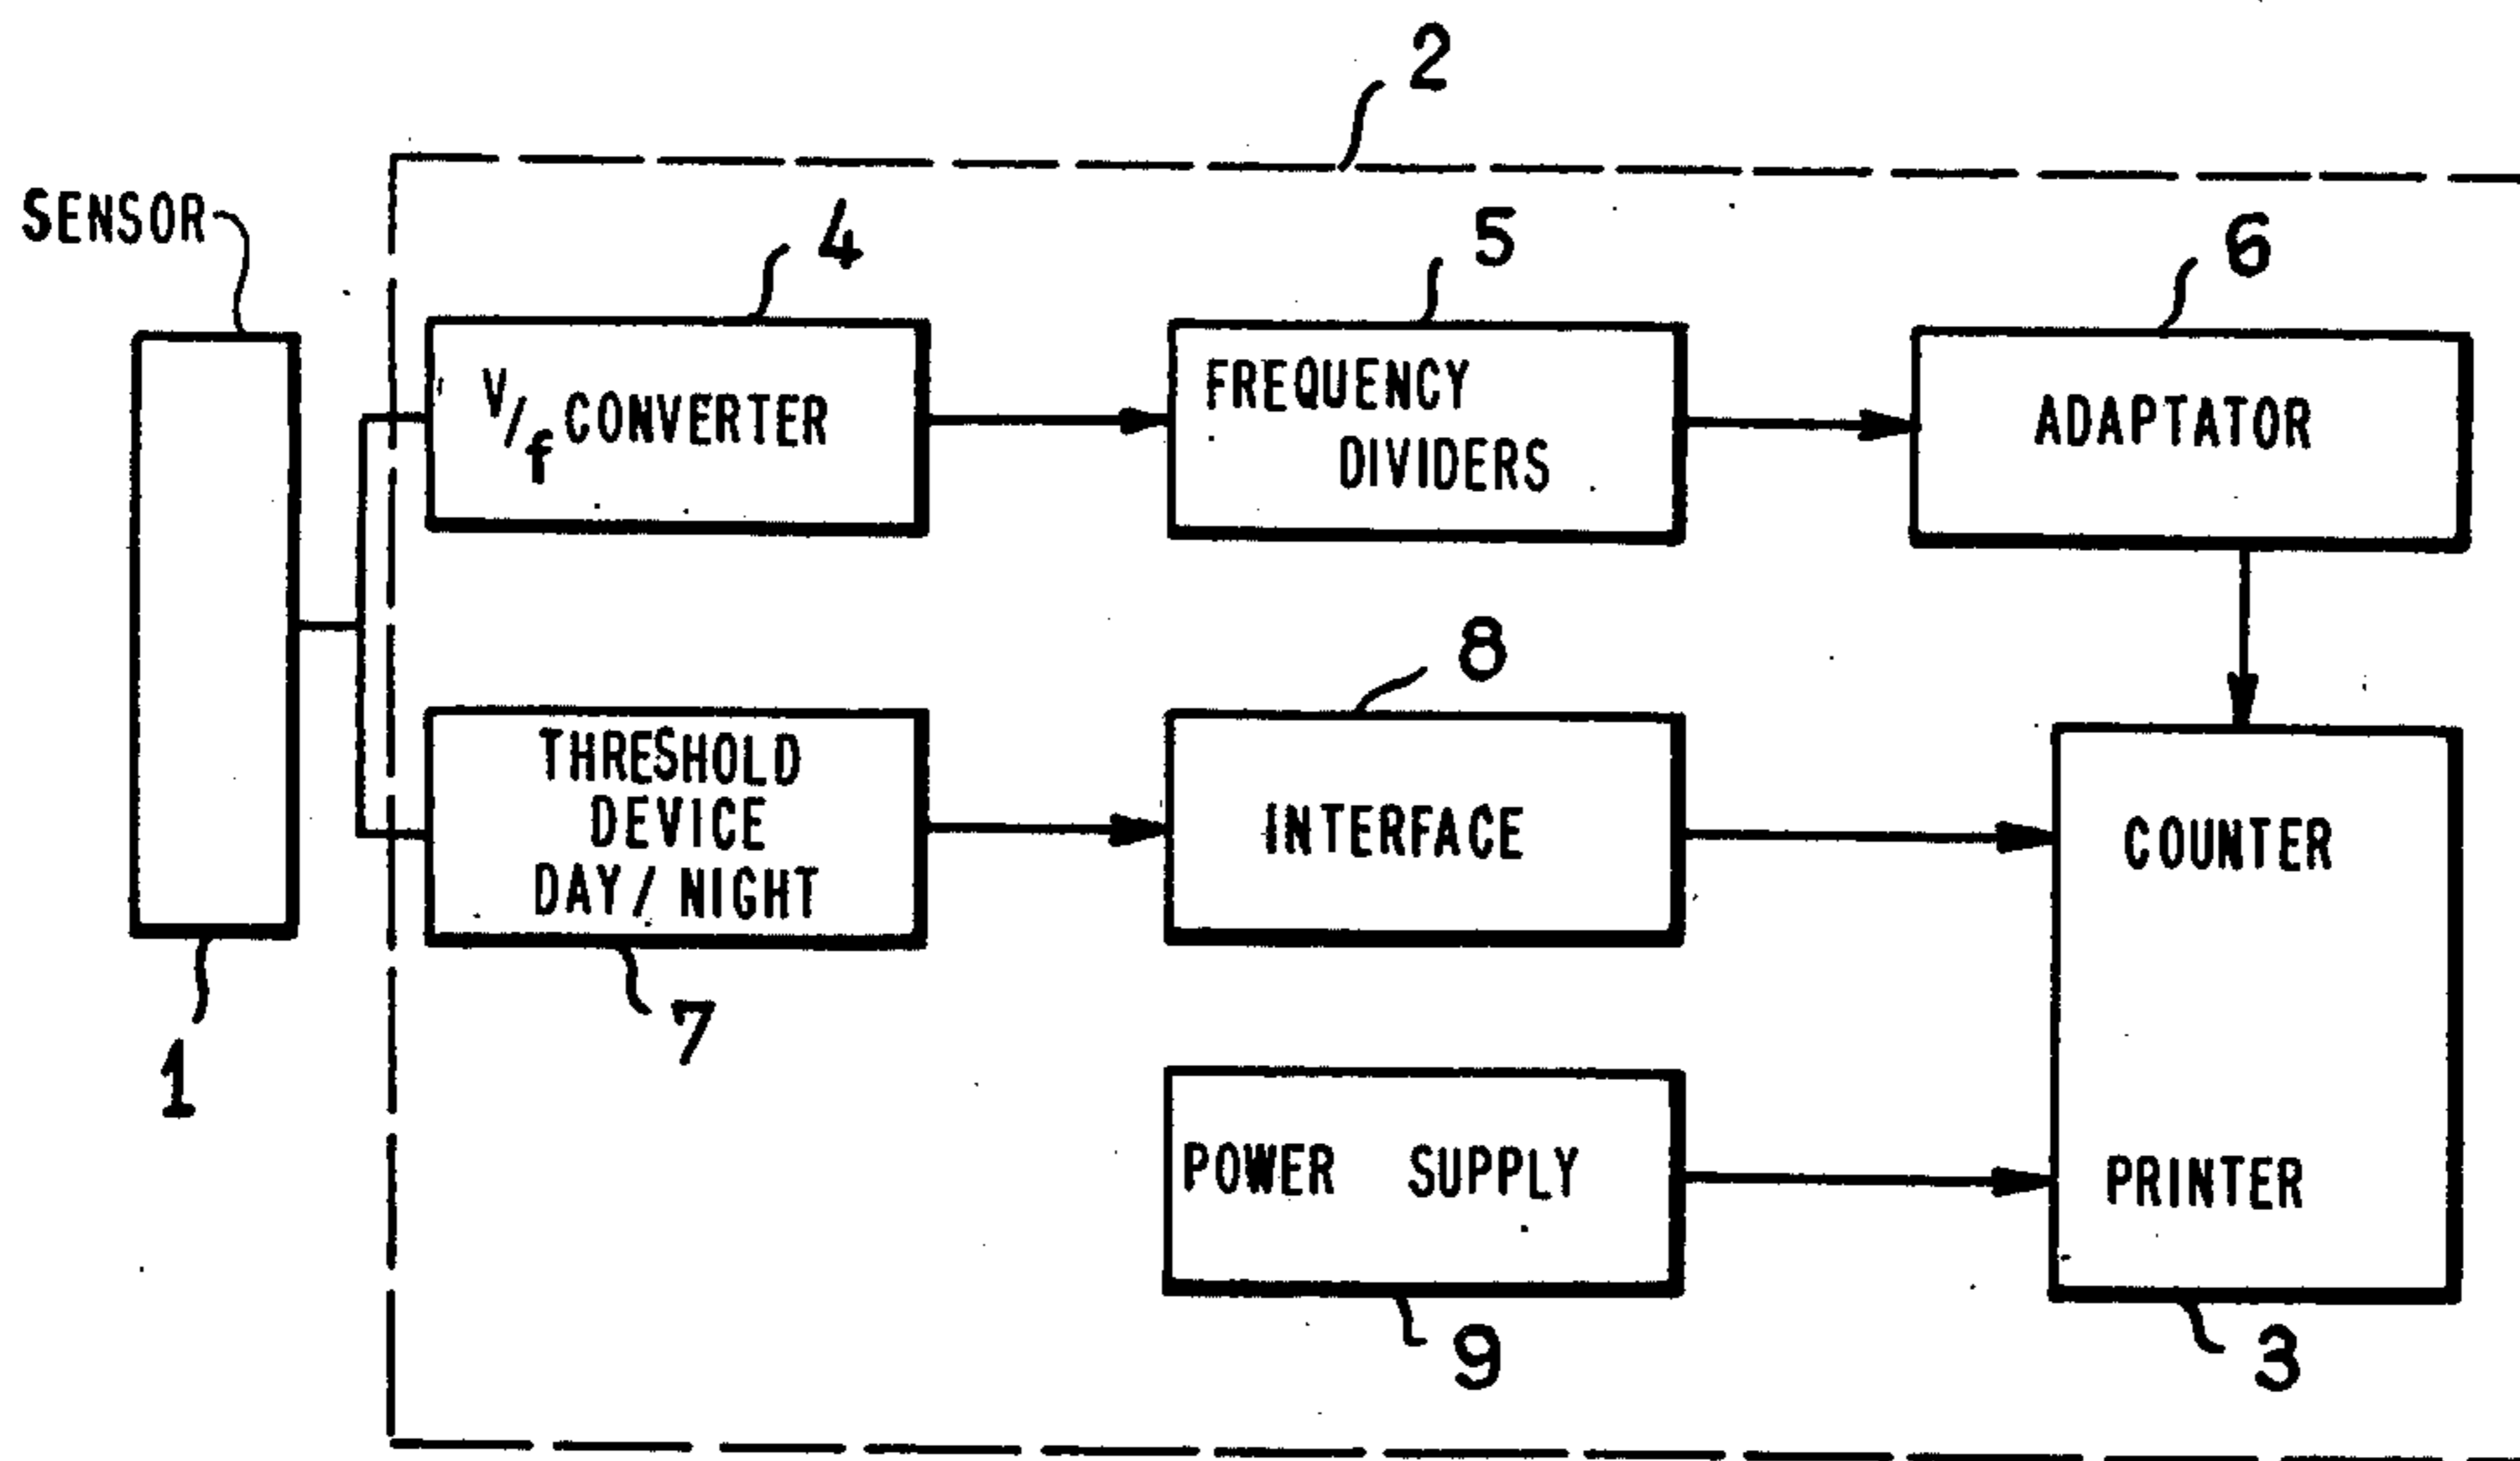 2
SENSOR
4
5
6
V/f CONVERTER
FREQUENCY
DIVIDERS
ADAPTATOR
8
THRESHOLD
DEVICE
DAY/ NIGHT
INTERFACE
COUNTER
1
7
POWER SUPPLY
PRINTER
9
3